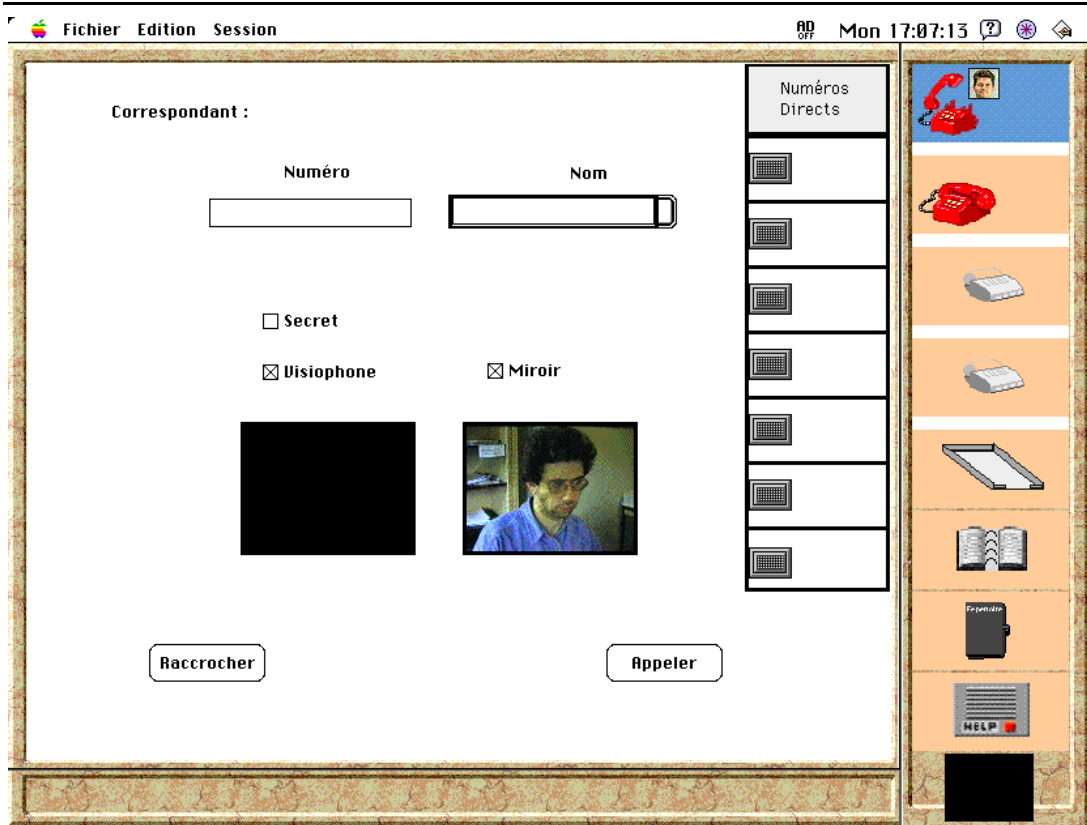 Fichier Edition Session
AD OFF Mon 17:07:13
Correspondant :
Numéro Nom
Secret
Visiophone Miroir
Raccrocher Appeler
Numéros
Directs
Repertoire
HELP